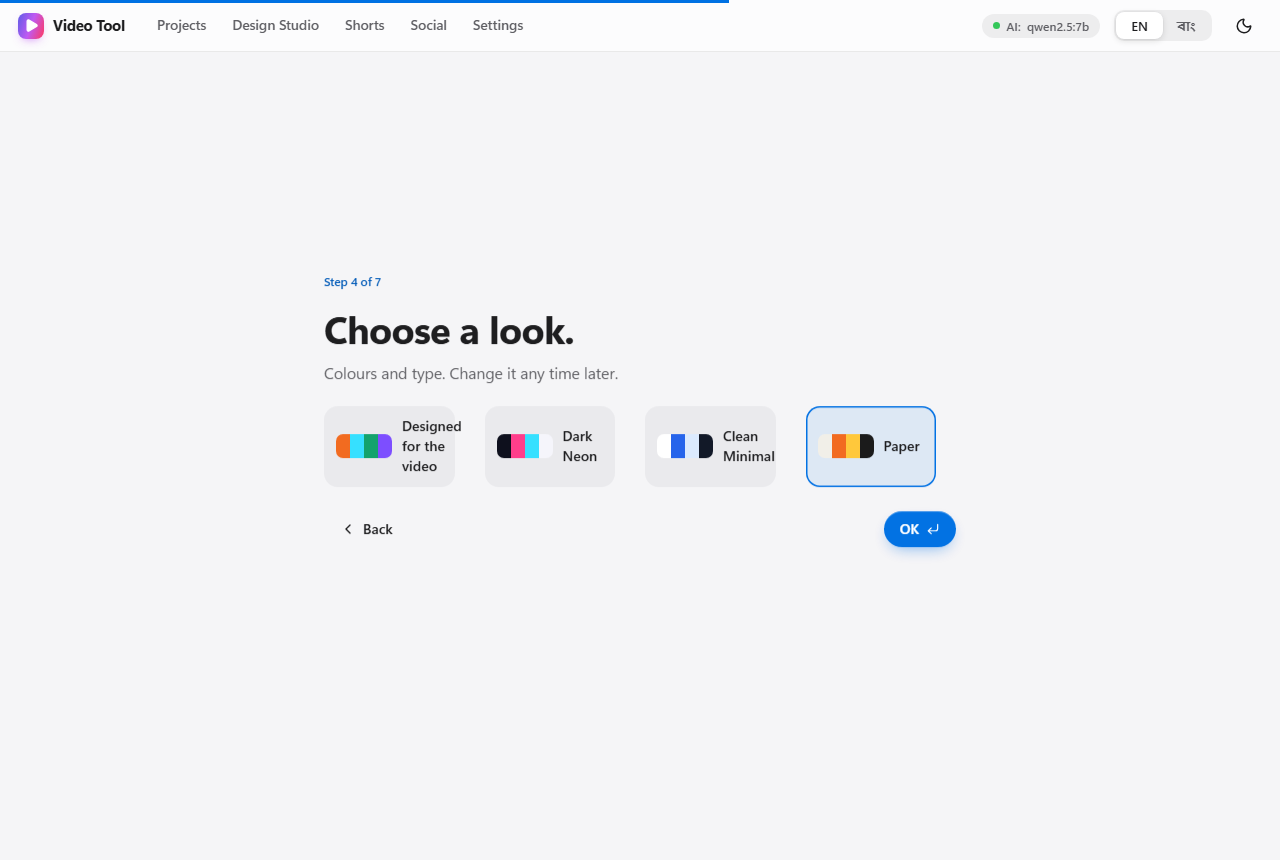 Video Tool
Projects
Design Studio
Shorts
Social
Settings
AI: qwen2.5:7b
EN
বাং
Step 4 of 7
Choose a look.
Colours and type. Change it any time later.
Designed
for the
video
Dark
Neon
Clean
Minimal
Paper
Back
OK